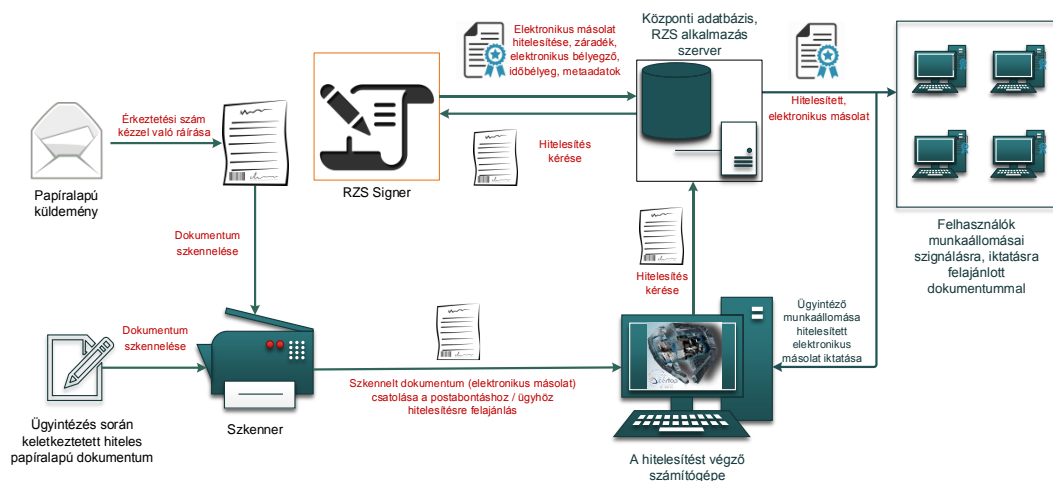 Elektronikus másolat
hitelesítése, záradék,
elektronikus bélyegző,
időbélyeg, metaadatok
Központi adatbázis,
RZS alkalmazás
szerver
Érkeztetési szám
kézzel való ráírása
Hitelesített,
elektronikus másolat
Hitelesítés
kérése
Papíralapú
küldemény
RZS Signer
Felhasználók
munkaállomásai
szignálásra, iktatásra
felajánlott
dokumentummal
Dokumentum
szkennelése
Hitelesítés
kérése
Ügyintéző
munkaállomása
hitelesített
elektronikus
másolat iktatása
Dokumentum
szkennelése
Szkennelt dokumentum (elektronikus másolat)
csatolása a postabontáshoz / ügyhöz
hitelesítésre felajánlás
Szkenner
Ügyintézés során
keletkeztetett hiteles
papíralapú dokumentum
A hitelesítést végző
számítógépe